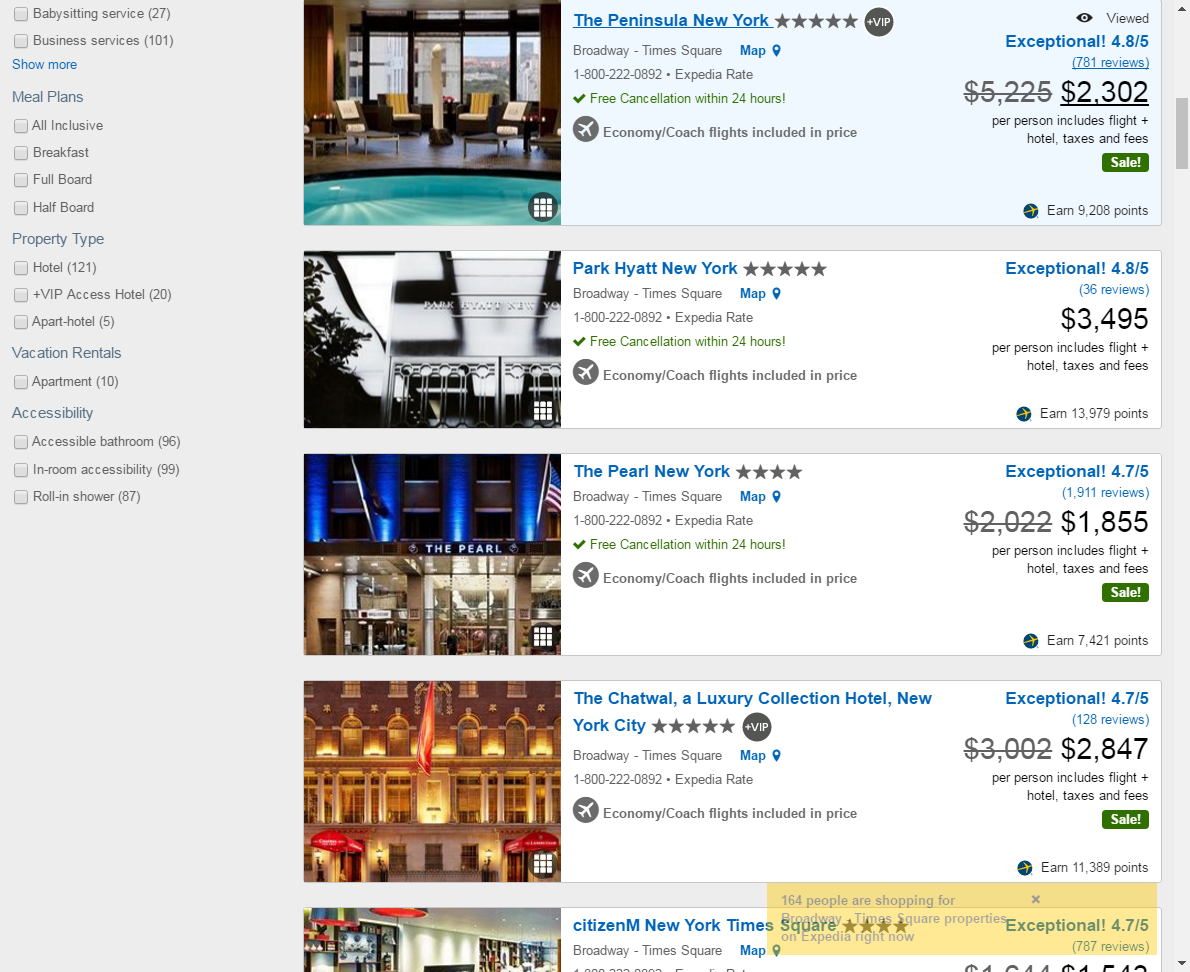 Babysitting service (27)
Business services (101)
Show more
Meal Plans
All Inclusive
Breakfast
Full Board
Half Board
Property Type
Hotel (121)
+VIP Access Hotel (20)
Apart-hotel (5)
Vacation Rentals
Apartment (10)
Accessibility
Accessible bathroom (96)
In-room accessibility (99)
Roll-in shower (87)
The Peninsula New York +VIP
Broadway - Times Square Map
1-800-222-0892 • Expedia Rate
Free Cancellation within 24 hours!
Economy/Coach flights included in price
Viewed
Exceptional! 4.8/5
(781 reviews)
$5,225 $2,302
per person includes flight +
hotel, taxes and fees
Sale!
Earn 9,208 points
PARK HYATT NEW YO
Park Hyatt New York
Broadway - Times Square Map
1-800-222-0892 • Expedia Rate
Free Cancellation within 24 hours!
Economy/Coach flights included in price
Exceptional! 4.8/5
(36 reviews)
$3,495
per person includes flight +
hotel, taxes and fees
Earn 13,979 points
THE PEARL
The Pearl New York
Broadway - Times Square Map
1-800-222-0892 • Expedia Rate
Free Cancellation within 24 hours!
Economy/Coach flights included in price
Exceptional! 4.7/5
(1,911 reviews)
$2,022 $1,855
per person includes flight +
hotel, taxes and fees
Sale!
Earn 7,421 points
The Chatwal, a Luxury Collection Hotel, New
York City +VIP
Broadway - Times Square Map
1-800-222-0892 • Expedia Rate
Economy/Coach flights included in price
Exceptional! 4.7/5
(128 reviews)
$3,002 $2,847
per person includes flight +
hotel, taxes and fees
Sale!
Earn 11,389 points
164 people are shopping for
Broadway - Times Square properties
on Expedia right now
citizenM New York Times Square
Broadway - Times Square Map
1-800-222-0892 • Expedia Rate
Exceptional! 4.7/5
(787 reviews)